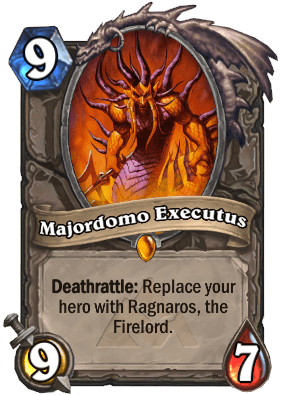 9
Majordomo Executus
Deathrattle: Replace your
hero with Ragnaros, the
Firelord.
9
7